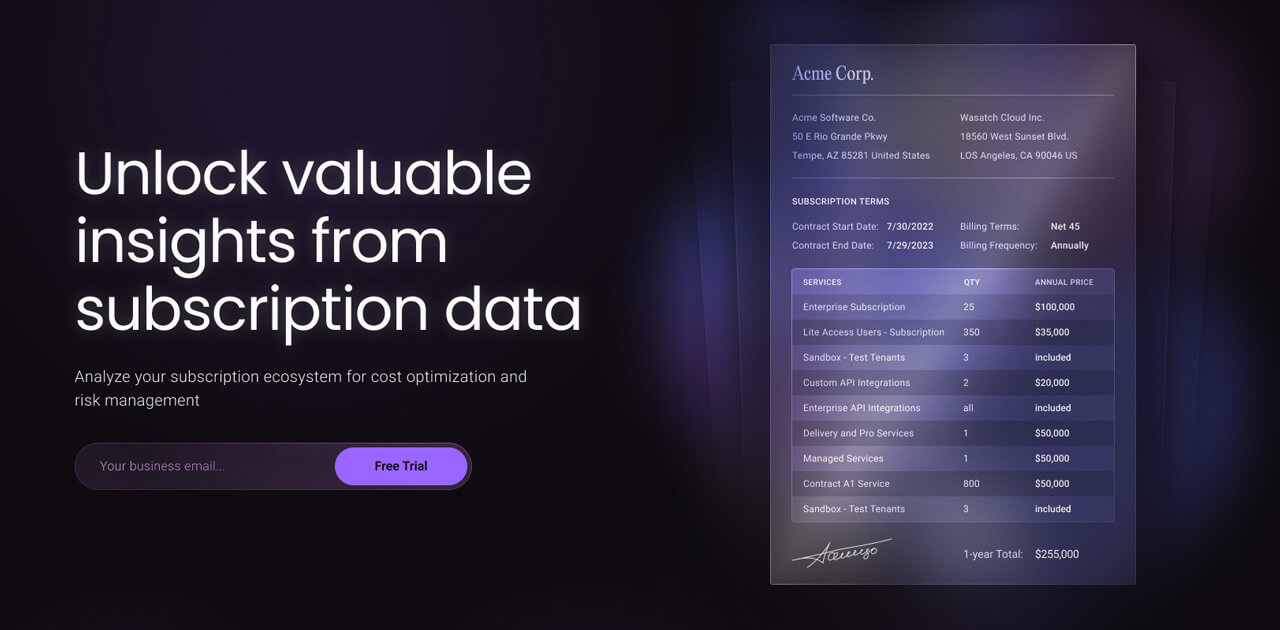 Unlock valuable
insights from
subscription data
Analyze your subscription ecosystem for cost optimization and
risk management
Your business email...
Free Trial
Acme Corp.
Acme Software Co.
50 E Rio Grande Pkwy
Tempe, AZ 85281 United States
Wasatch Cloud Inc.
18560 West Sunset Blvd.
LOS Angeles, CA 90046 US
SUBSCRIPTION TERMS
Contract Start Date: 7/30/2022 Billing Terms: Net 45
Contract End Date: 7/29/2023 Billing Frequency: Annually
SERVICES QTY ANNUAL PRICE
Enterprise Subscription 25 $100,000
Lite Access Users - Subscription 350 $35,000
Sandbox - Test Tenants 3 included
Custom API Integrations 2 $20,000
Enterprise API Integrations all included
Delivery and Pro Services 1 $50,000
Managed Services 1 $50,000
Contract A1 Service 800 $50,000
Sandbox - Test Tenants 3 included
1-year Total: $255,000